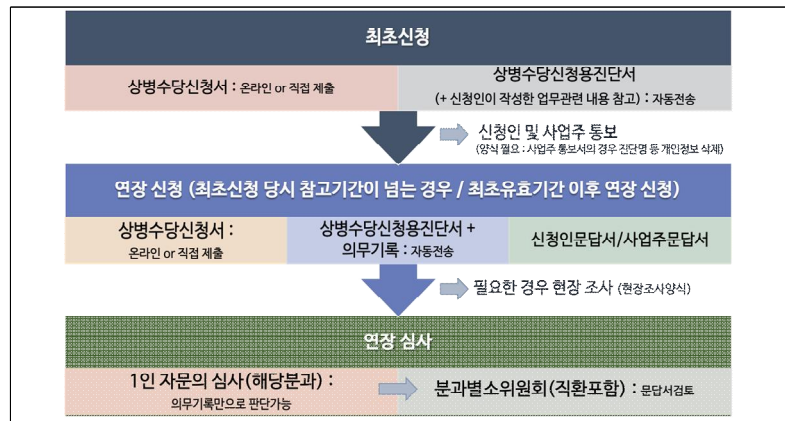 최초신청
상병수당신청서 : 온라인 or 직접 제출
상병수당신청용진단서
(+ 신청인이 작성한 업무관련 내용 참고) : 자동전송
신청인 및 사업주 통보
(양식 필요 : 사업주 통보서의 경우 진단명 등 개인정보 삭제)
연장 신청 (최초신청 당시 참고기간이 넘는 경우 / 최초유효기간 이후 연장 신청)
상병수당신청서 :
온라인 or 직접 제출
상병수당신청용진단서 +
의무기록 : 자동전송
신청인문답서/사업주문답서
필요한 경우 현장 조사 (현장조사양식)
연장 심사
1인 자문의 심사(해당분과) :
의무기록만으로 판단가능
분과별소위원회(직환포함) : 문답서검토